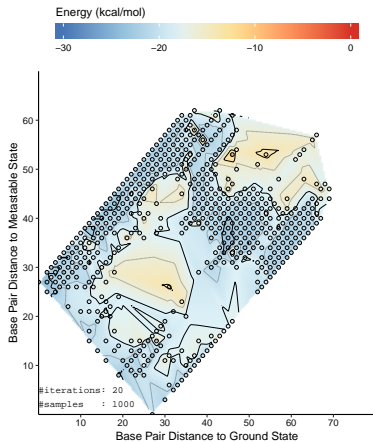 Energy (kcal/mol)
−30 −20 −10 0
Base Pair Distance to Metastable State
60
50
40
30
20
10
#iterations: 20
#samples : 1000
10 20 30 40 50 60 70
Base Pair Distance to Ground State